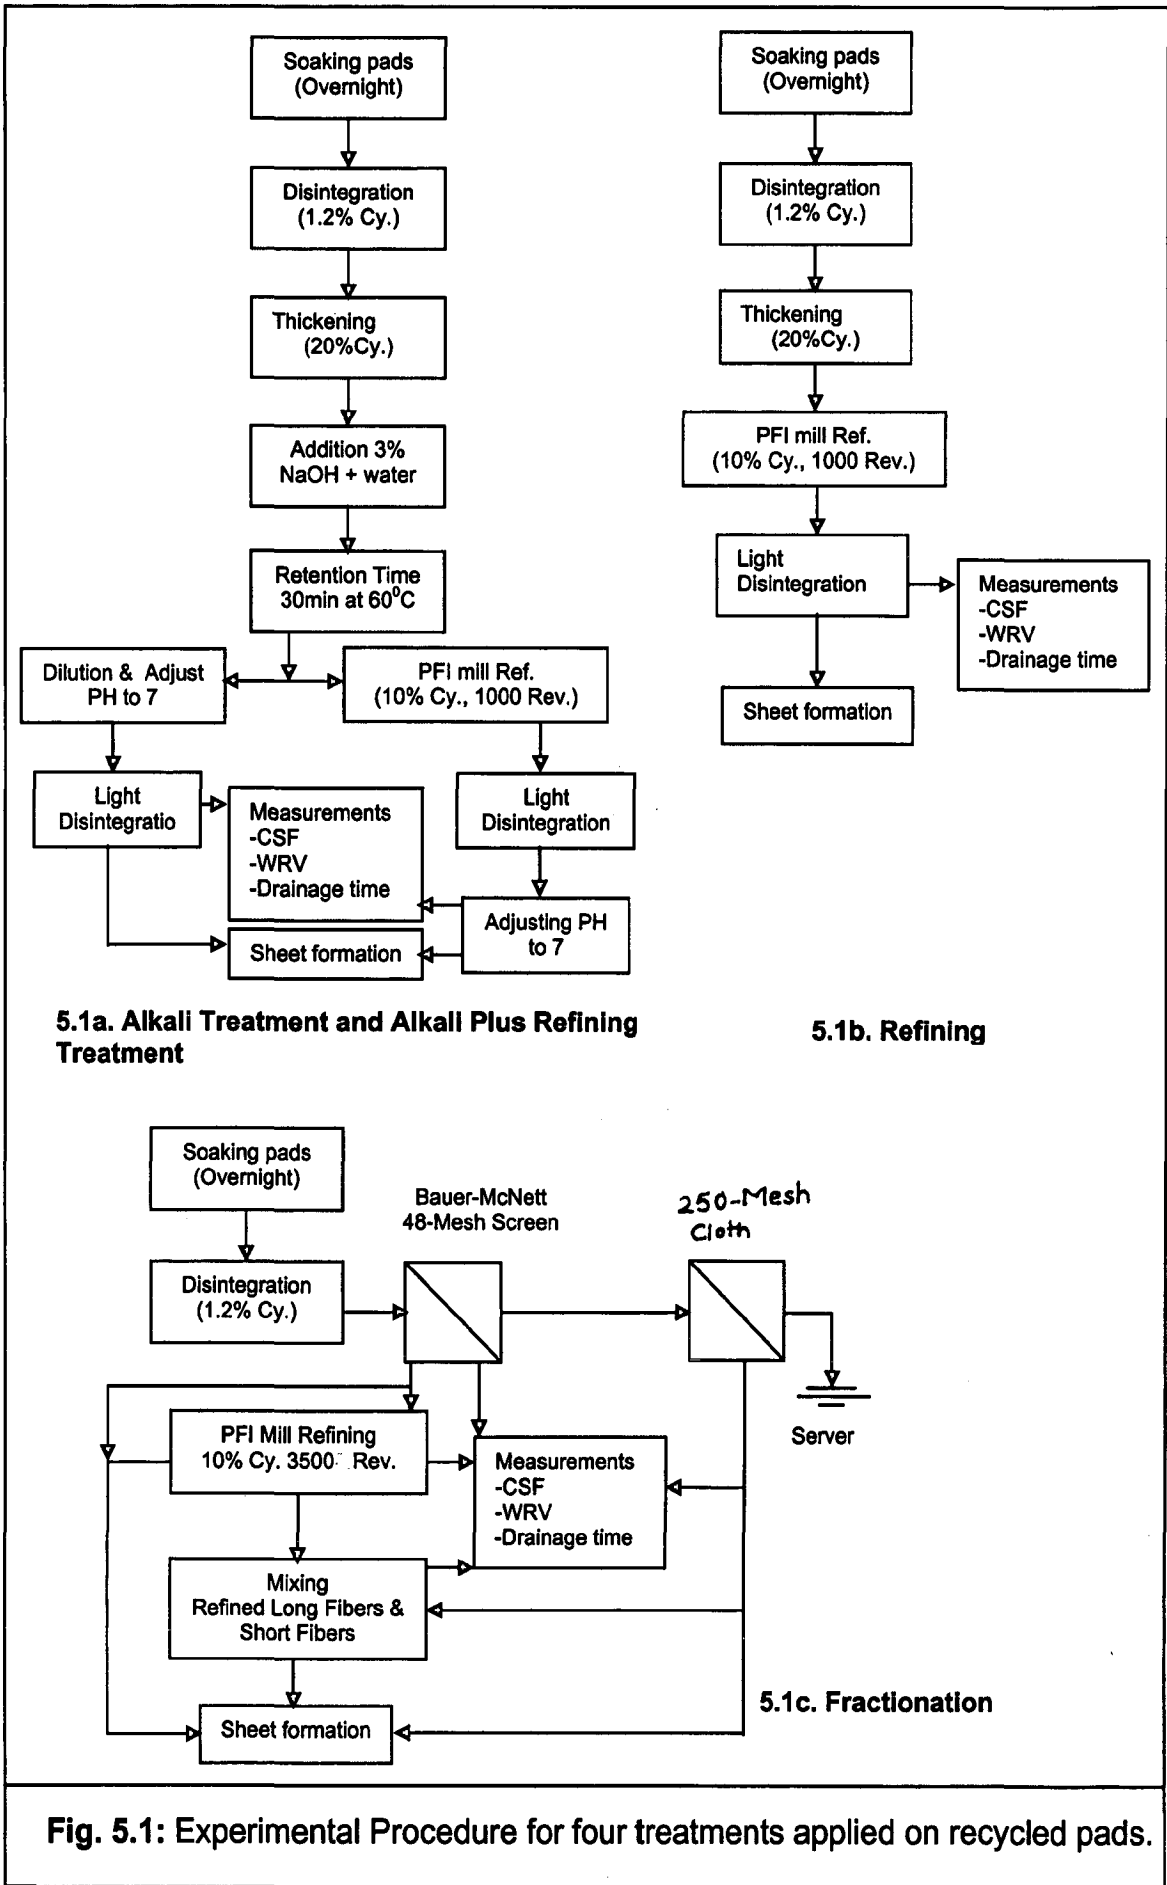 Soaking pads
(Overnight)
Disintegration
(1.2% Cy.)
Thickening
(20%Cy.)
Addition 3%
NaOH + water
Retention Time
30min at 60⁰C
Dilution & Adjust
PH to 7
PFI mill Ref.
(10% Cy., 1000 Rev.)
Light
Disintegratio
Measurements
-CSF
-WRV
-Drainage time
Light
Disintegration
Adjusting PH
to 7
Sheet formation
5.1a. Alkali Treatment and Alkali Plus Refining
Treatment
Soaking pads
(Overnight)
Disintegration
(1.2% Cy.)
Thickening
(20%Cy.)
PFI mill Ref.
(10% Cy., 1000 Rev.)
Light
Disintegration
Measurements
-CSF
-WRV
-Drainage time
Sheet formation
5.1b. Refining
Soaking pads
(Overnight)
Disintegration
(1.2% Cy.)
Bauer-McNett
48-Mesh Screen
250-Mesh
Cloth
Server
PFI Mill Refining
10% Cy. 3500 Rev.
Measurements
-CSF
-WRV
-Drainage time
Mixing
Refined Long Fibers &
Short Fibers
Sheet formation
5.1c. Fractionation
Fig. 5.1: Experimental Procedure for four treatments applied on recycled pads.